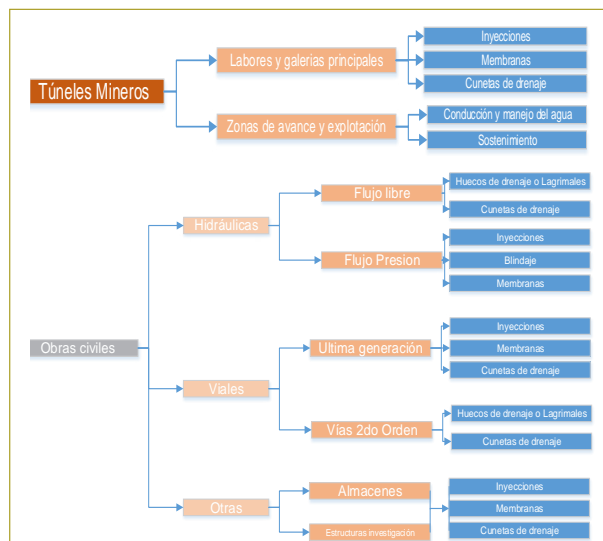 Túneles Mineros
Labores y galerias principales
Inyecciones
Membranas
Cunetas de drenaje
Zonas de avance y explotación
Conducción y manejo del agua
Sostenimiento
Obras civiles
Hidráulicas
Flujo libre
Huecos de drenaje o Lagrimales
Cunetas de drenaje
Flujo Presion
Inyecciones
Blindaje
Membranas
Viales
Ultima generación
Inyecciones
Membranas
Cunetas de drenaje
Vías 2do Orden
Huecos de drenaje o Lagrimales
Cunetas de drenaje
Otras
Almacenes
Estructuras investigación
Inyecciones
Membranas
Cunetas de drenaje